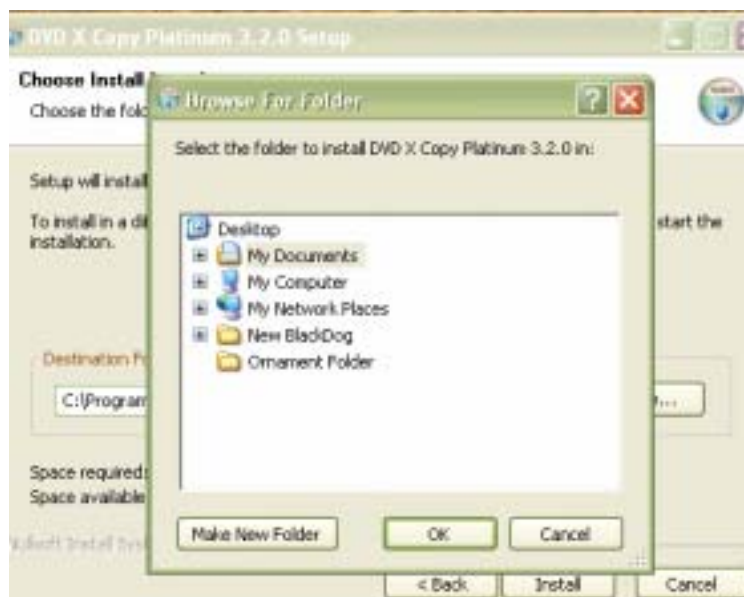 DVD X Copy Platinum 3.2.0 Setup
Choose Install
Choose the fold
Browse For Folder
Select the folder to install DVD X Copy Platinum 3.2.0 in:
Setup will install
To install in a di
start the
installation.
Desktop
My Documents
My Computer
My Network Places
New BlackDog
Ornament Folder
Destination Fo
C:\Program
Space required:
Space available
Make New Folder
OK
Cancel
< Back
Install
Cancel